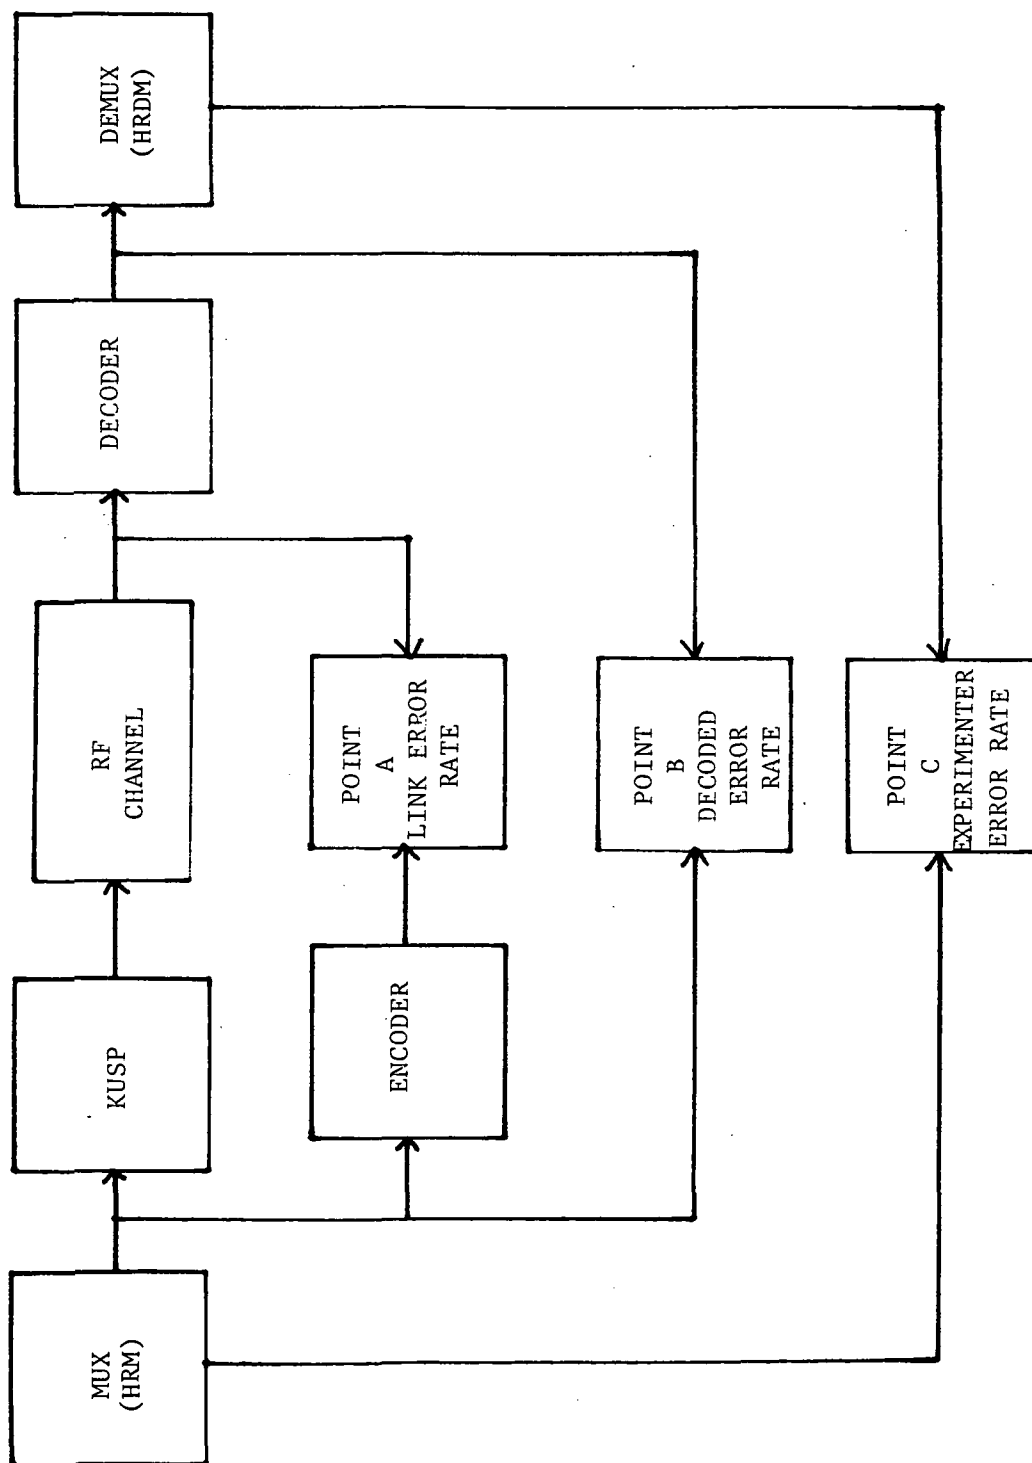 MUX
(HRM)
KUSP
RF
CHANNEL
DECODER
DEMUX
(HRDM)
ENCODER
POINT
A
LINK ERROR
RATE
POINT
B
DECODED
ERROR
RATE
POINT
C
EXPERIMENTER
ERROR RATE